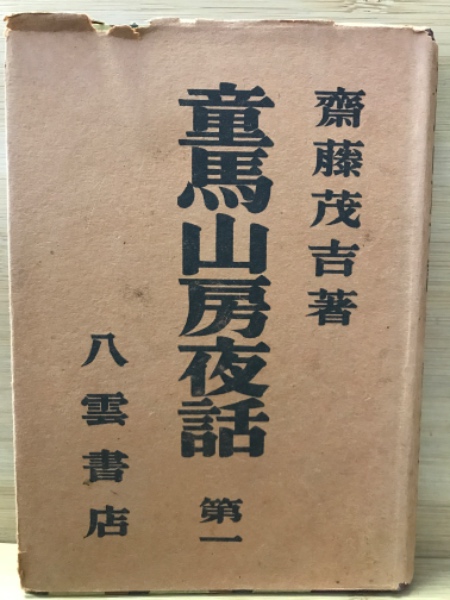 齋藤茂吉著
童馬山房夜話 第一
八雲書店